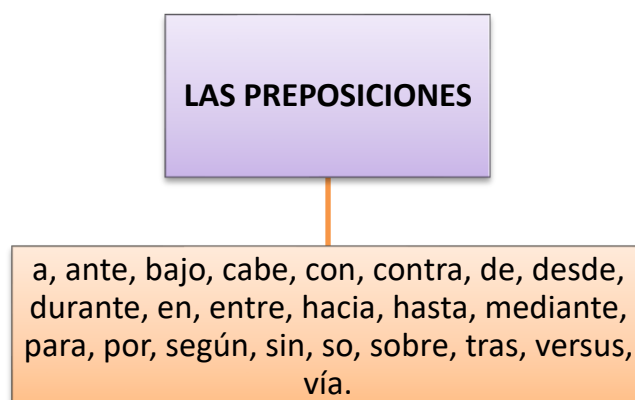 LAS PREPOSICIONES
a, ante, bajo, cabe, con, contra, de, desde,
durante, en, entre, hacia, hasta, mediante,
para, por, según, sin, so, sobre, tras, versus,
vía.